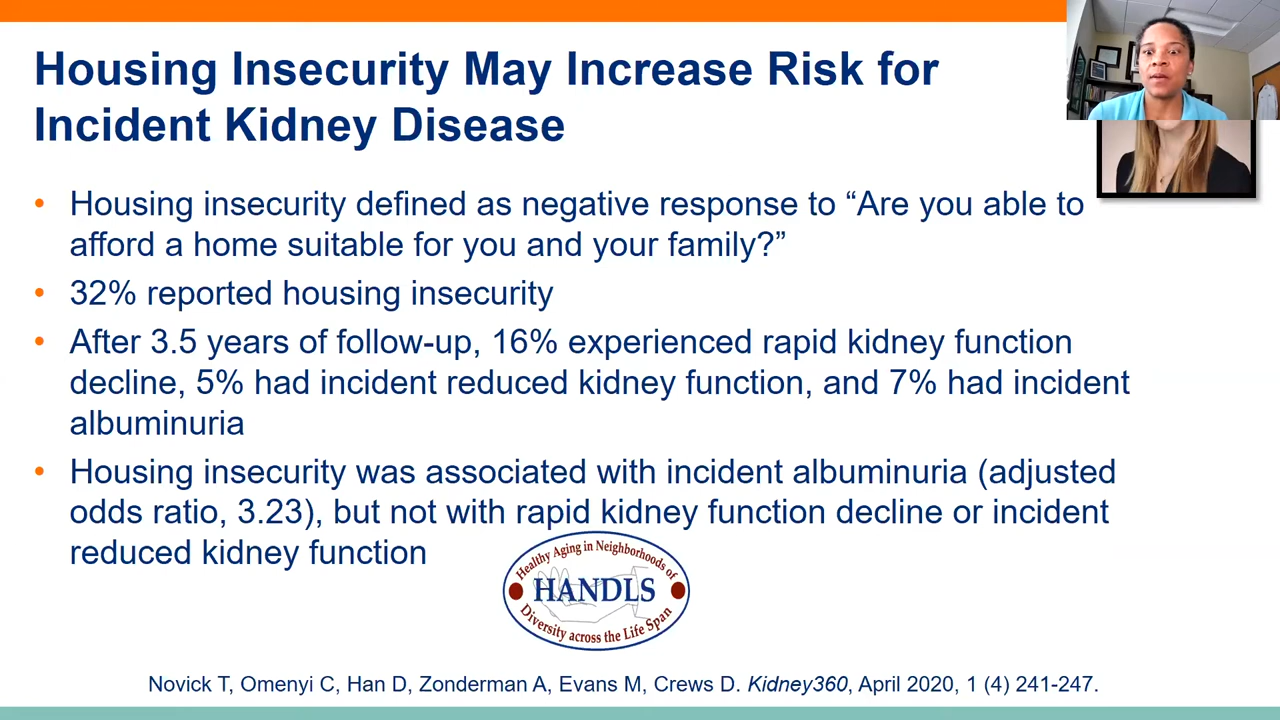 Housing Insecurity May Increase Risk for
Incident Kidney Disease
• Housing insecurity defined as negative response to “Are you able to
afford a home suitable for you and your family?”
• 32% reported housing insecurity
• After 3.5 years of follow-up, 16% experienced rapid kidney function
decline, 5% had incident reduced kidney function, and 7% had incident
albuminuria
• Housing insecurity was associated with incident albuminuria (adjusted
odds ratio, 3.23), but not with rapid kidney function decline or incident
reduced kidney function
Healthy Aging in Neighborhoods of
HANDLS
Diversity across the Life Span
Novick T, Omenyi C, Han D, Zonderman A, Evans M, Crews D. Kidney360, April 2020, 1 (4) 241-247.